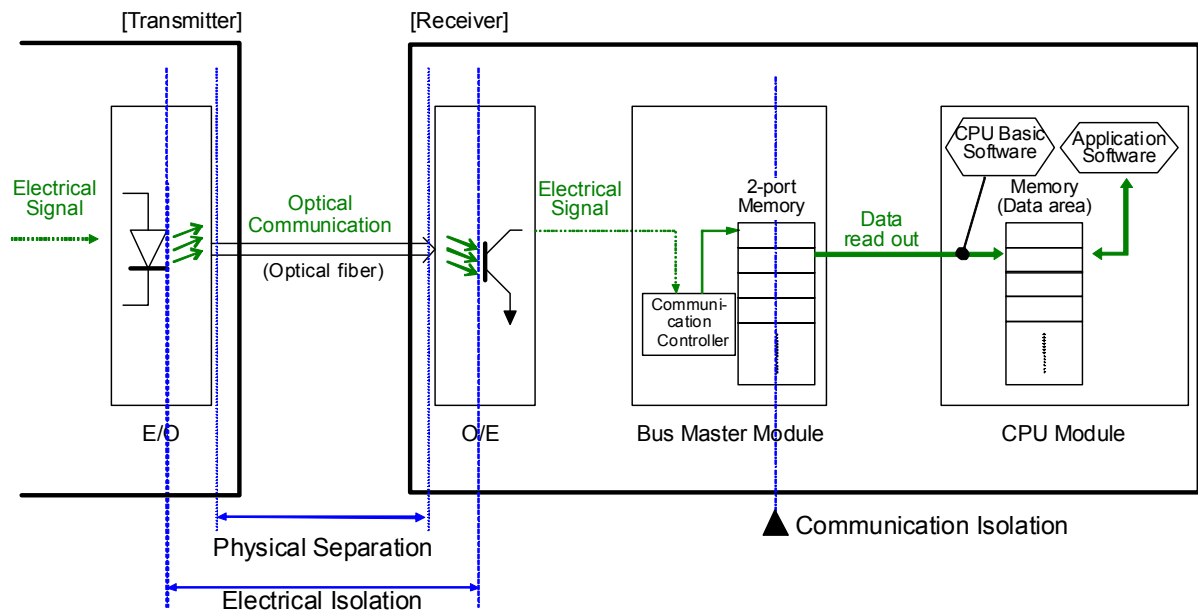 [Transmitter]
[Receiver]
Electrical
Signal
Optical
Communication
(Optical fiber)
E/O
O/E
Electrical
Signal
2-port
Memory
Communi-
cation
Controller
Bus Master Module
Data
read out
CPU Basic
Software
Application
Software
Memory
(Data area)
CPU Module
Physical Separation
Electrical Isolation
Communication Isolation